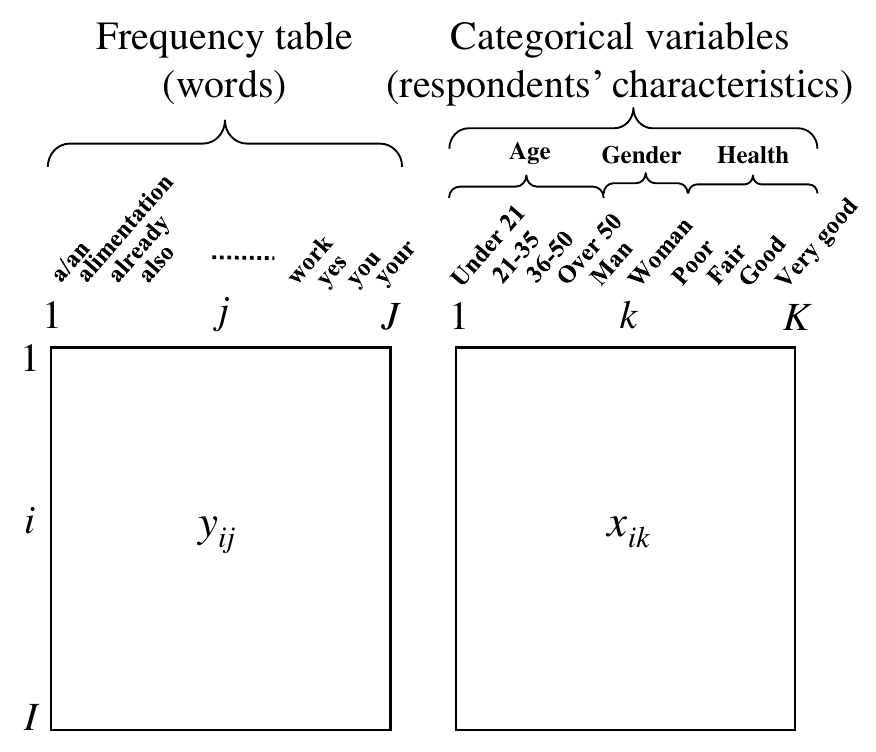 Frequency table
(words)
Categorical variables
(respondents' characteristics)
Age
Gender
Health
a/an
alimentation
already
also
work
yes
you
your
Under 21
21-35
36-50
Over 50
Man
Woman
Poor
Fair
Good
Very good
1
j
J
1
k
K
1
i
I
y_{ij}
x_{ik}